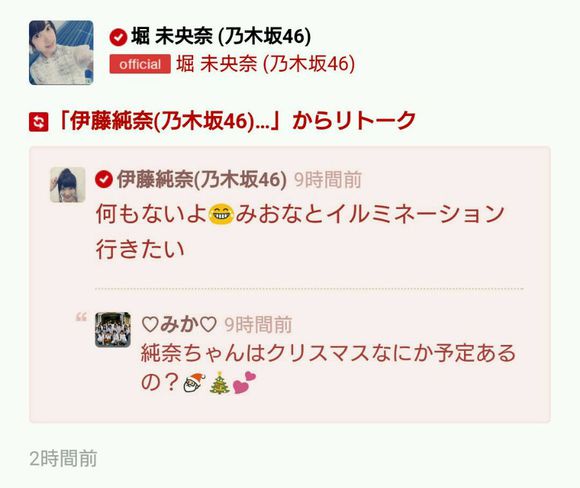 堀 未央奈 (乃木坂46)
official 堀 未央奈 (乃木坂46)
「伊藤純奈(乃木坂46)...」からリトーク
伊藤純奈(乃木坂46) 9時間前
何もないよ😂みおなとイルミネーション
行きたい
“ ♡みか♡ 9時間前
純奈ちゃんはクリスマスなにか予定ある
の？🎅🎄💕
2時間前